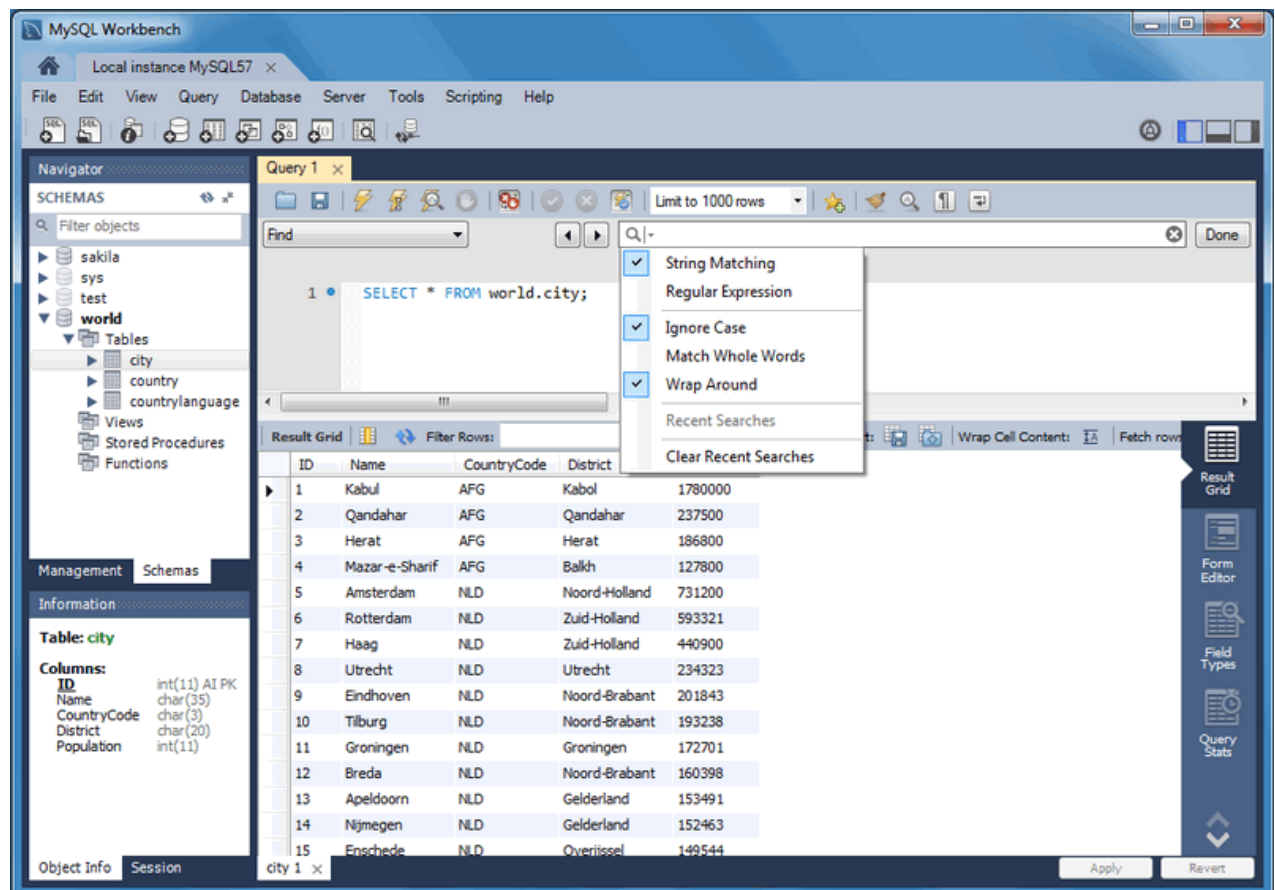 MySQL Workbench
Local instance MySQL57
File Edit View Query Database Server Tools Scripting Help
Navigator
SCHEMAS
Filter objects
sakila
sys
test
world
Tables
city
country
countrylanguage
Views
Stored Procedures
Functions
Management Schemas
Information
Table: city
Columns:
ID int(11) AI PK
Name char(35)
CountryCode char(3)
District char(20)
Population int(11)
Object Info Session
Query 1
Limit to 1000 rows
Find
Done
1 SELECT * FROM world.city;
String Matching
Regular Expression
Ignore Case
Match Whole Words
Wrap Around
Recent Searches
Clear Recent Searches
Result Grid Filter Rows: t: Wrap Cell Content: Fetch rows
ID Name CountryCode District
1 Kabul AFG Kabol 1780000
2 Qandahar AFG Qandahar 237500
3 Herat AFG Herat 186800
4 Mazar-e-Sharif AFG Balkh 127800
5 Amsterdam NLD Noord-Holland 731200
6 Rotterdam NLD Zuid-Holland 593321
7 Haag NLD Zuid-Holland 440900
8 Utrecht NLD Utrecht 234323
9 Eindhoven NLD Noord-Brabant 201843
10 Tilburg NLD Noord-Brabant 193238
11 Groningen NLD Groningen 172701
12 Breda NLD Noord-Brabant 160398
13 Apeldoorn NLD Gelderland 153491
14 Nijmegen NLD Gelderland 152463
15 Enschede NLD Overijssel 149544
city 1
Apply Revert
Result
Grid
Form
Editor
Field
Types
Query
Stats